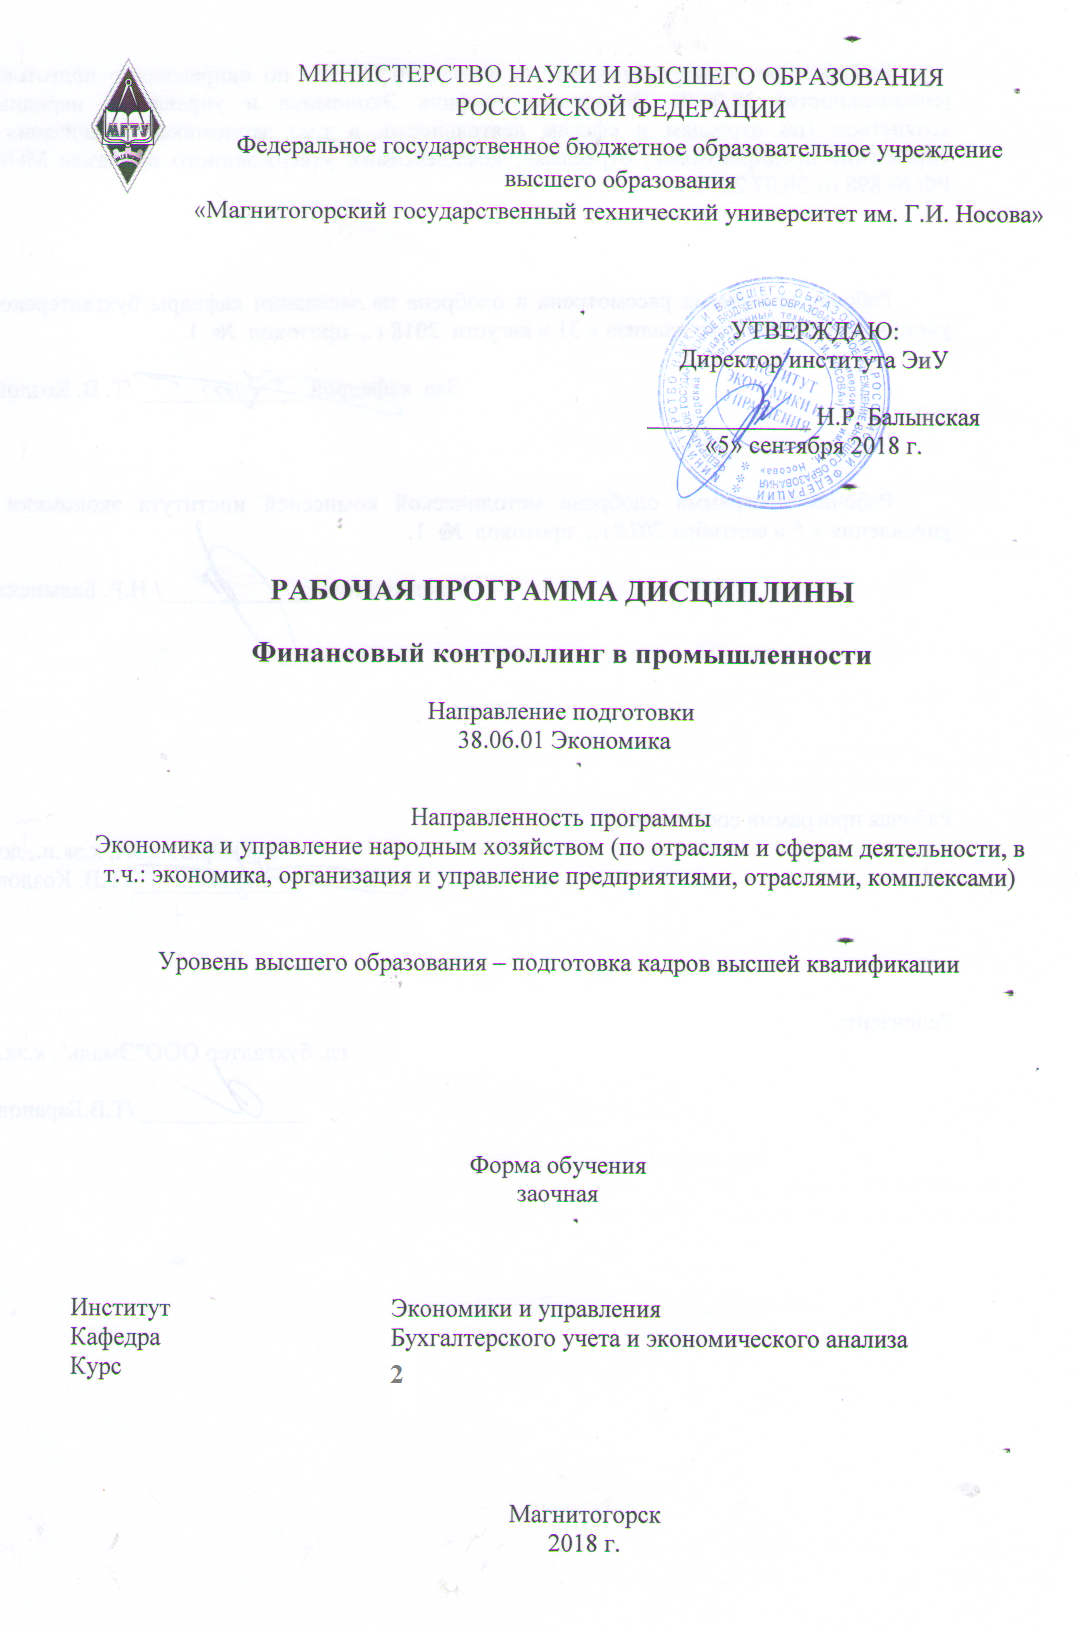 МИНИСТЕРСТВО НАУКИ И ВЫСШЕГО ОБРАЗОВАНИЯ
РОССИЙСКОЙ ФЕДЕРАЦИИ
Федеральное государственное бюджетное образовательное учреждение
высшего образования
«Магнитогорский государственный технический университет им. Г.И. Носова»
МГТУ
УТВЕРЖДАЮ:
Директор института ЭиУ
ИНСТИТУТ
ЭКОНОМИКИ И
УПРАВЛЕНИЯ
Н.Р. Балынская
«5» сентября 2018 г.
РАБОЧАЯ ПРОГРАММА ДИСЦИПЛИНЫ
Финансовый контроллинг в промышленности
Направление подготовки
38.06.01 Экономика
Направленность программы
Экономика и управление народным хозяйством (по отраслям и сферам деятельности, в
т.ч.: экономика, организация и управление предприятиями, отраслями, комплексами)
Уровень высшего образования – подготовка кадров высшей квалификации
Форма обучения
заочная
Институт Экономики и управления
Кафедра Бухгалтерского учета и экономического анализа
Курс 2
Магнитогорск
2018 г.